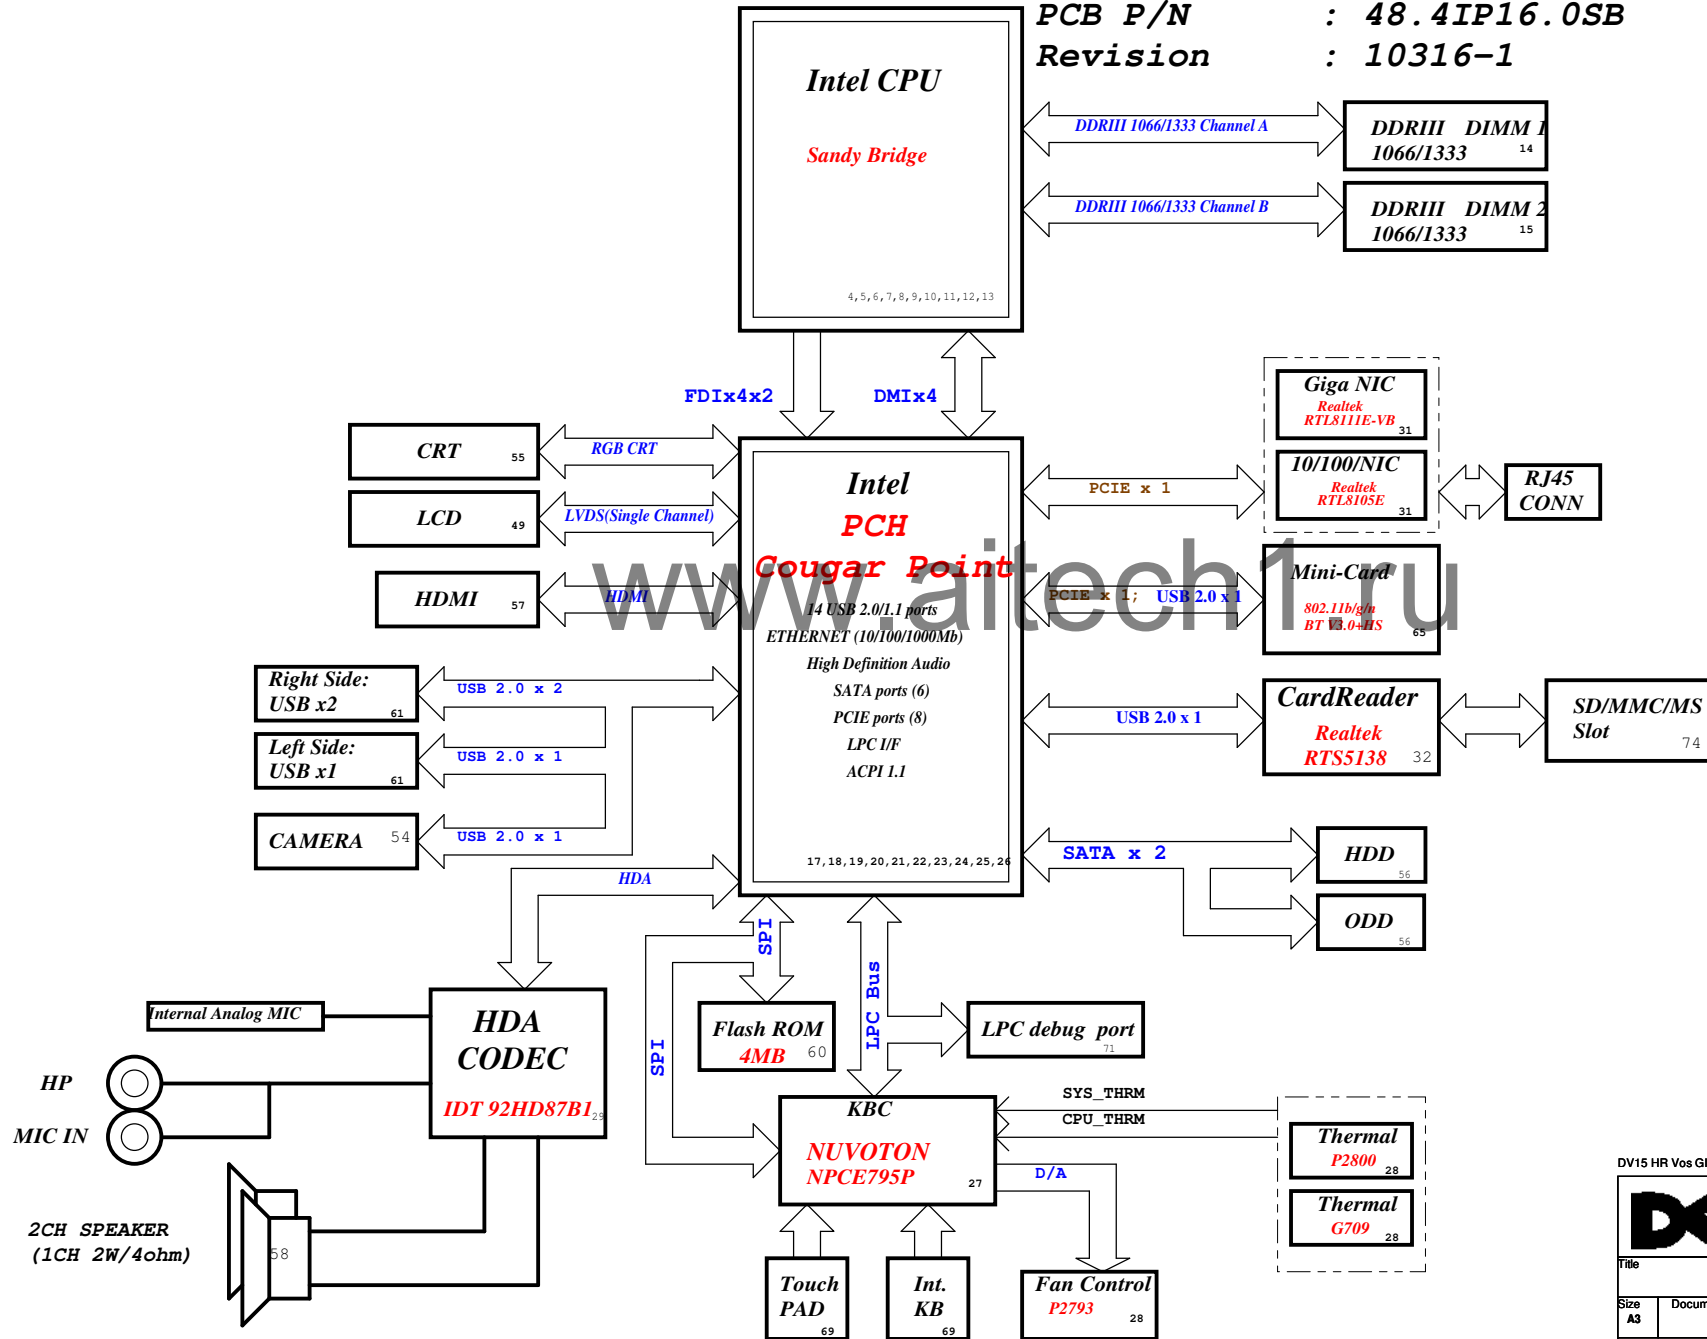 PCB P/N : 48.4IP16.0SB
Revision : 10316-1
Intel CPU
Sandy Bridge
4,5,6,7,8,9,10,11,12,13
DDRIII 1066/1333 Channel A
DDRIII DIMM 1
1066/1333 14
DDRIII 1066/1333 Channel B
DDRIII DIMM 2
1066/1333 15
FDIx4x2
DMIx4
CRT 55
RGB CRT
LCD 49
LVDS(Single Channel)
HDMI 57
HDMI
Intel
PCH
Cougar Point
14 USB 2.0/1.1 ports
ETHERNET (10/100/1000Mb)
High Definition Audio
SATA ports (6)
PCIE ports (8)
LPC I/F
ACPI 1.1
17,18,19,20,21,22,23,24,25,26
www.aitech1.ru
PCIE x 1
Giga NIC
Realtek
RTL8111E-VB 31
10/100/NIC
Realtek
RTL8105E
31
RJ45
CONN
PCIE x 1; USB 2.0 x 1
Mini-Card
802.11b/g/n
BT V3.0+HS 65
USB 2.0 x 1
CardReader
Realtek
RTS5138 32
SD/MMC/MS
Slot 74
SATA x 2
HDD
56
ODD
56
Right Side:
USB x2
61
USB 2.0 x 2
Left Side:
USB x1
61
USB 2.0 x 1
CAMERA 54
USB 2.0 x 1
HDA
SPI
SPI
LPC Bus
Internal Analog MIC
HDA
CODEC
IDT 92HD87B1 29
HP
MIC IN
2CH SPEAKER
(1CH 2W/4ohm)
58
Flash ROM
4MB 60
LPC debug port
71
KBC
NUVOTON
NPCE795P
27
SYS_THRM
CPU_THRM
D/A
Thermal
P2800
28
Thermal
G709
28
Touch
PAD
69
Int.
KB
69
Fan Control
P2793
28
DV15 HR Vos
Title
Size
A3